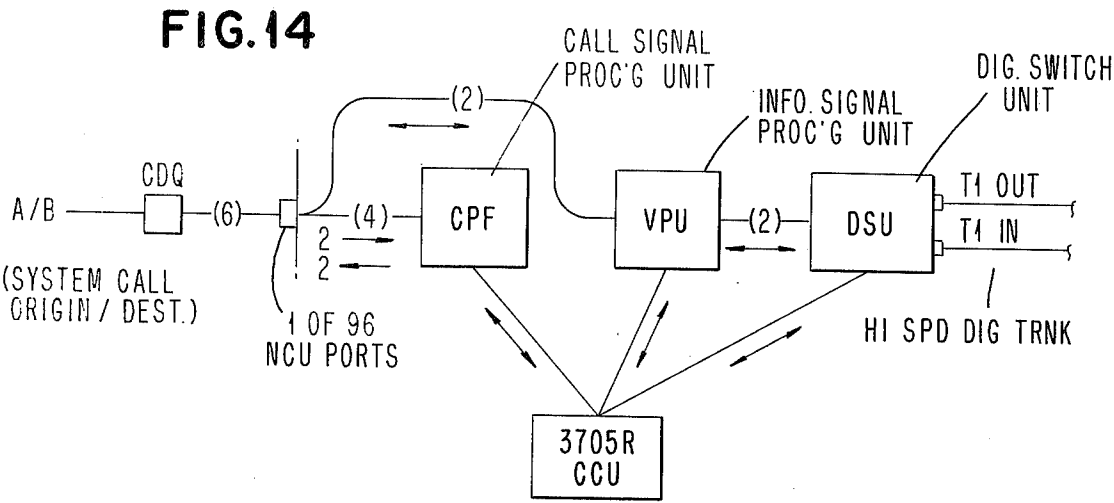 FIG.14
CALL SIGNAL
PROC'G UNIT
DIG. SWITCH
UNIT
INFO. SIGNAL
PROC'G UNIT
(2)
CDQ
A/B
(6)
(4)
2
2
CPF
VPU
(2)
DSU
T1 OUT
T1 IN
(SYSTEM CALL
ORIGIN / DEST.)
1 OF 96
NCU PORTS
HI SPD DIG TRNK
3705R
CCU